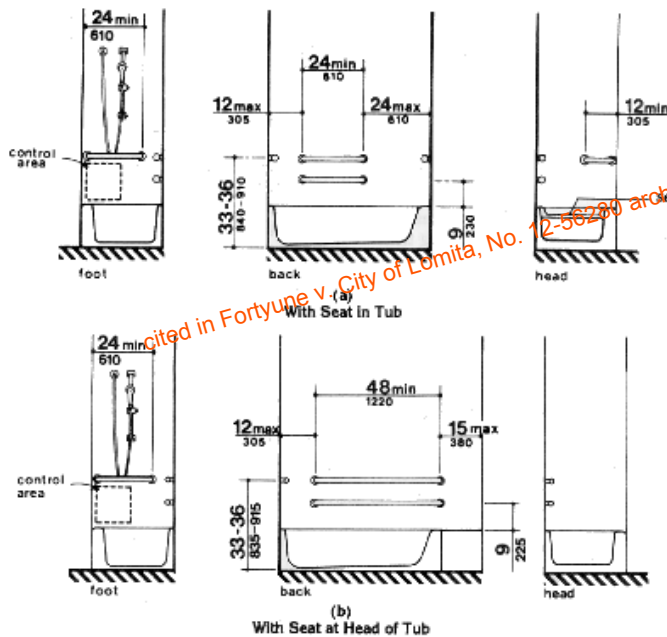 24 min
610
24 min
610
12 max
305
24 max
610
12 min
305
control
area
33-36
840-910
9
230
foot
back
head
cited in Fortyune v. City of Lomita, No. 12-56280 arch
(a)
With Seat in Tub
24 min
610
48 min
1220
12 max
305
15 max
380
control
area
33-36
835-915
9
225
foot
back
head
(b)
With Seat at Head of Tub